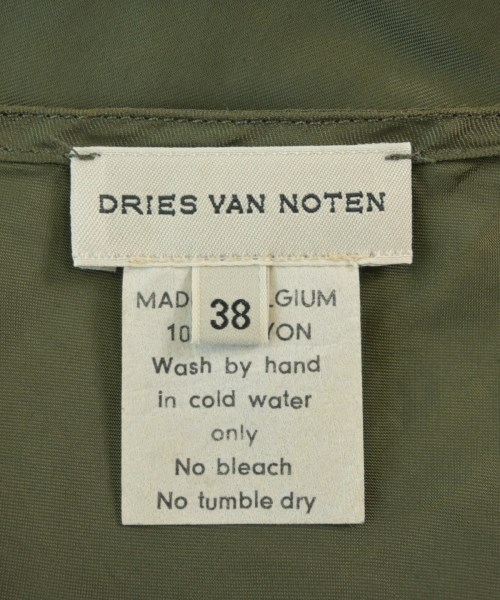 DRIES VAN NOTEN
38
MAD LGIUM
10 YON
Wash by hand
in cold water
only
No bleach
No tumble dry